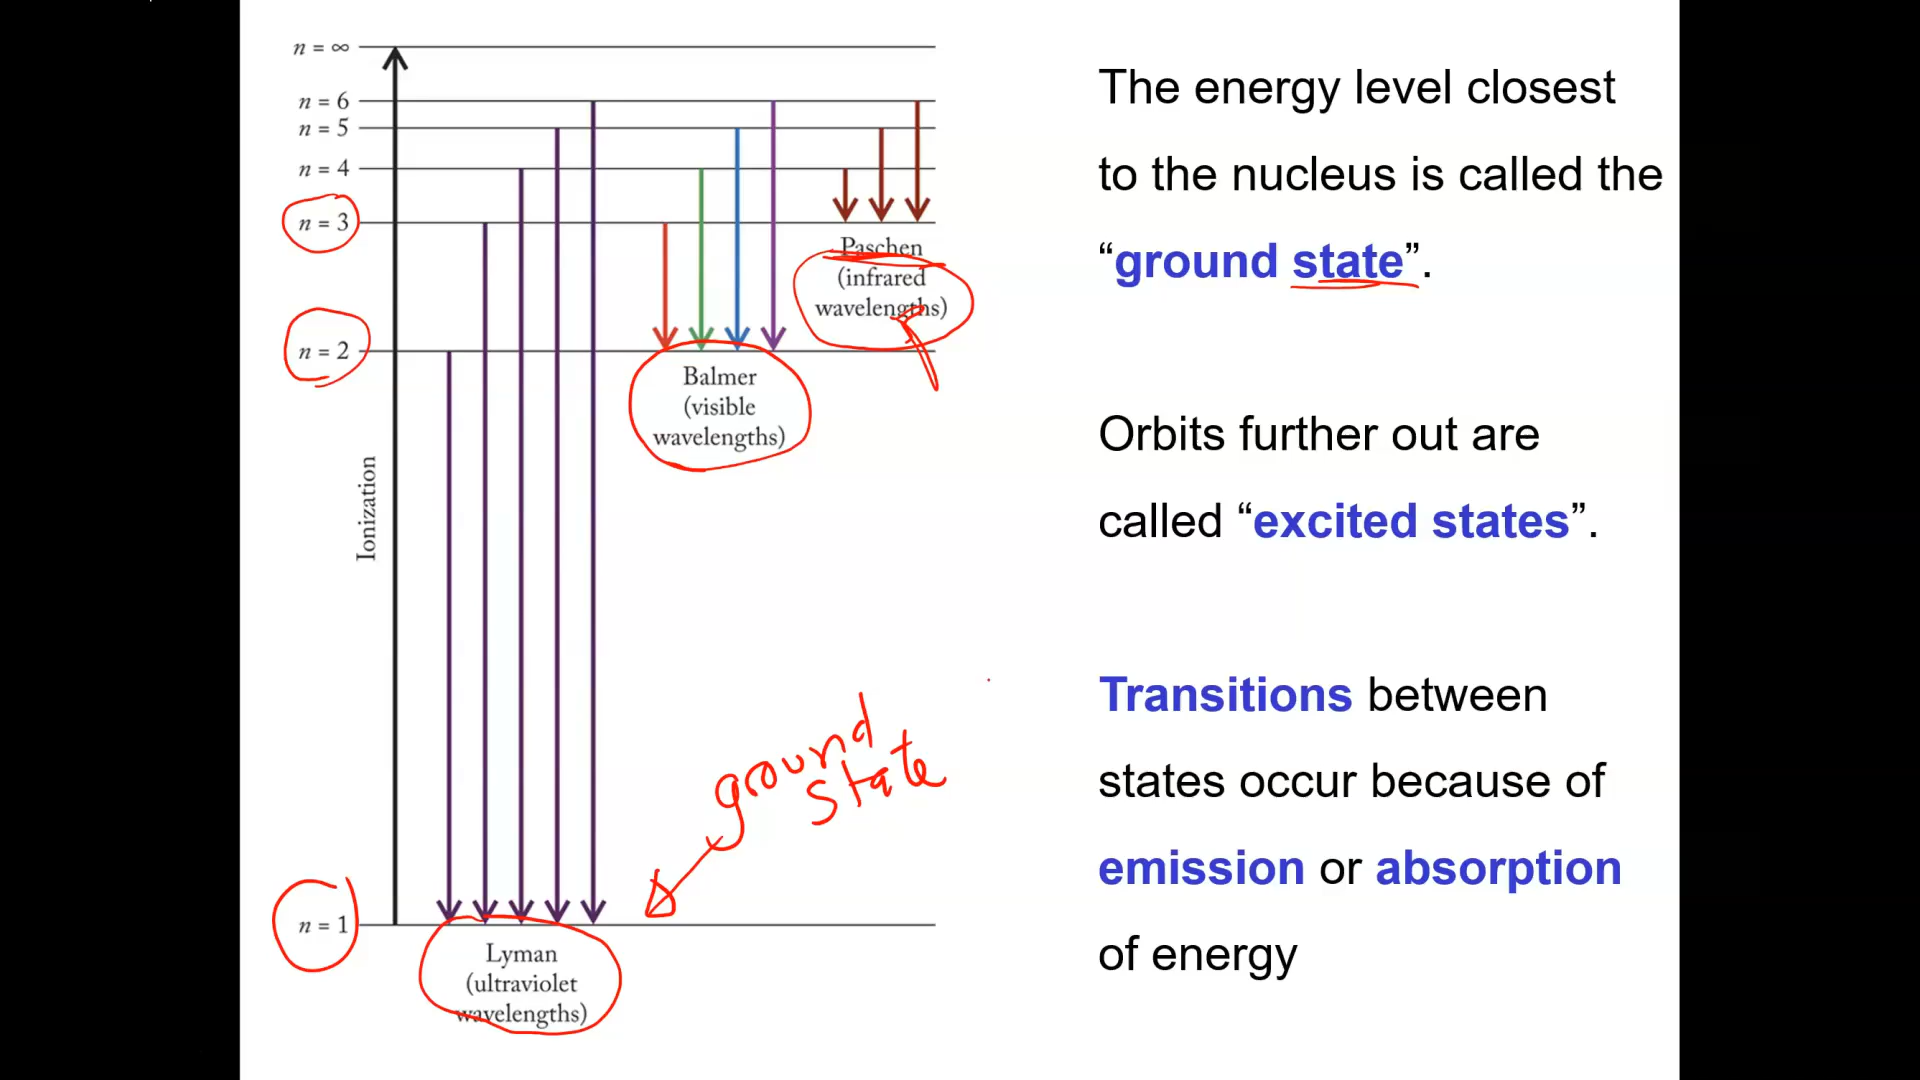 n = ∞
n = 6
n = 5
n = 4
n = 3
n = 2
n = 1
Ionization
Paschen
(infrared
wavelengths)
Balmer
(visible
wavelengths)
Lyman
(ultraviolet
wavelengths)
ground
state
The energy level closest
to the nucleus is called the
“ground state”.
Orbits further out are
called “excited states”.
Transitions between
states occur because of
emission or absorption
of energy